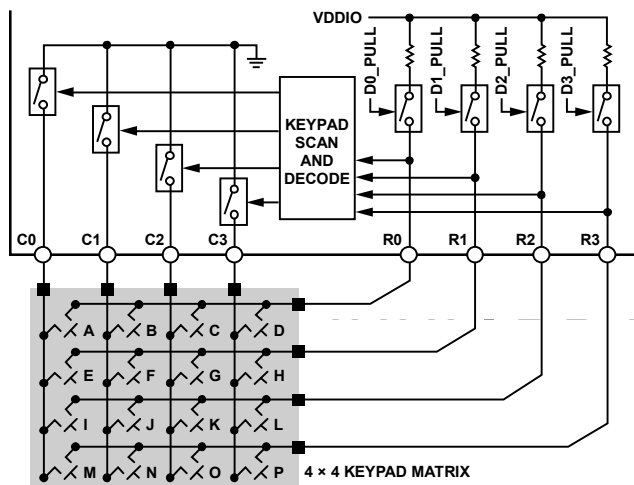 VDDIO
D0_PULL
D1_PULL
D2_PULL
D3_PULL
KEYPAD
SCAN
AND
DECODE
C0 C1 C2 C3 R0 R1 R2 R3
A B C D
E F G H
I J K L
M N O P
4 × 4 KEYPAD MATRIX